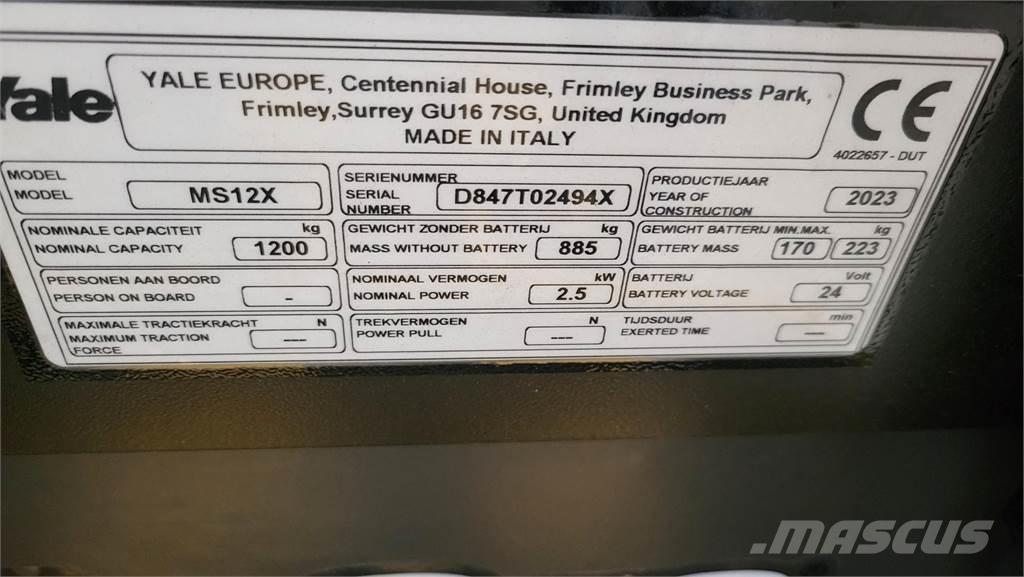 Yale
YALE EUROPE, Centennial House, Frimley Business Park,
Frimley,Surrey GU16 7SG, United Kingdom
MADE IN ITALY
CE
4022657 - DUT
MODEL
MODEL
MS12X
SERIENUMMER
SERIAL
NUMBER
D847T02494X
PRODUCTIEJAAR
YEAR OF
CONSTRUCTION
2023
NOMINALE CAPACITEIT kg
NOMINAL CAPACITY 1200
GEWICHT ZONDER BATTERIJ kg
MASS WITHOUT BATTERY 885
GEWICHT BATTERIJ MIN.MAX. kg
BATTERY MASS 170 223
PERSONEN AAN BOORD
PERSON ON BOARD -
NOMINAAL VERMOGEN kW
NOMINAL POWER 2.5
BATTERIJ Volt
BATTERY VOLTAGE 24
MAXIMALE TRACTIEKRACHT N
MAXIMUM TRACTION
FORCE ---
TREKVERMOGEN N
POWER PULL ---
TIJDSDUUR min
EXERTED TIME ---
MASCUS